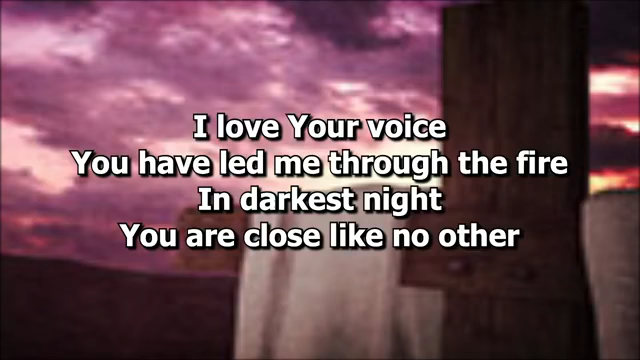 I love Your voice
You have led me through the fire
In darkest night
You are close like no other